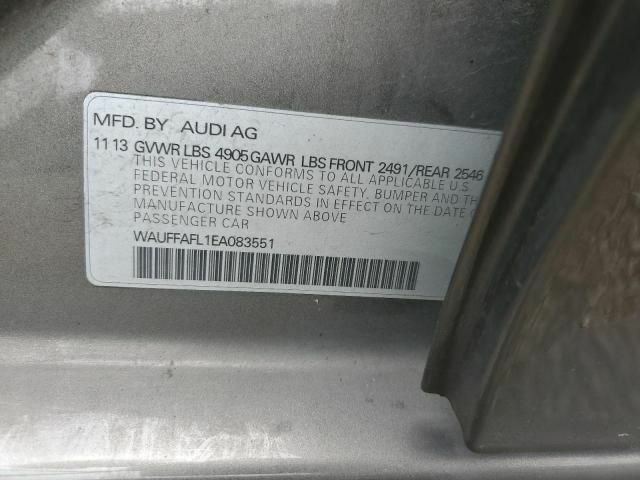 MFD. BY AUDI AG
11 13 GVWR LBS 4905 GAWR LBS FRONT 2491/REAR 2546
THIS VEHICLE CONFORMS TO ALL APPLICABLE U.S
FEDERAL MOTOR VEHICLE SAFETY, BUMPER AND
PREVENTION STANDARDS IN EFFECT ON THE DATE
MANUFACTURE SHOWN ABOVE
PASSENGER CAR
WAUFFAFL1EA083551